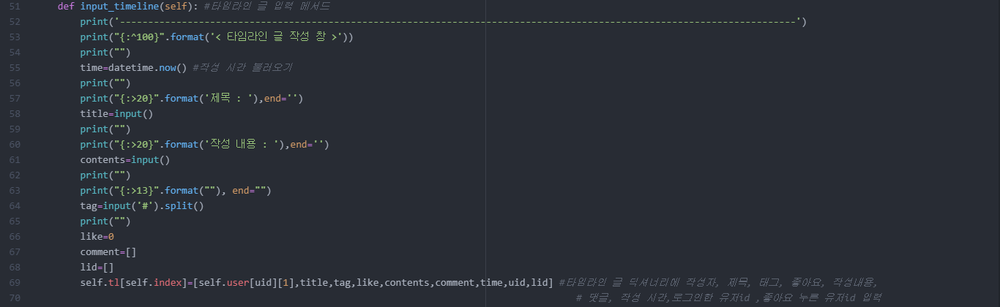 51 def input_timeline(self): #타임라인 글 입력 메서드
52 print('------------------------------------------------------------------------------------------------------------------------')
53 print("{:^100}".format('< 타임라인 글 작성 창 >'))
54 print("")
55 time=datetime.now() #작성 시간 불러오기
56 print("")
57 print("{:>20}".format('제목 : '),end='')
58 title=input()
59 print("")
60 print("{:>20}".format('작성 내용 : '),end='')
61 contents=input()
62 print("")
63 print("{:>13}".format(""), end="")
64 tag=input('#').split()
65 print("")
66 like=0
67 comment=[]
68 lid=[]
69 self.tl[self.index]=[self.user[uid][1],title,tag,like,contents,comment,time,uid,lid] #타임라인 글 딕셔너리에 작성자, 제목, 태그, 좋아요, 작성내용,
70 # 댓글, 작성 시간,로그인한 유저id ,좋아요 누른 유저id 입력